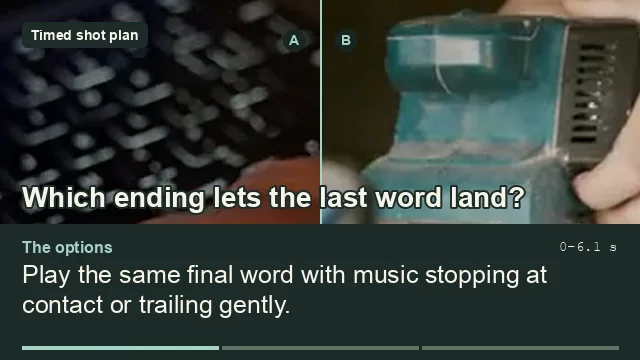 Timed shot plan
A
B
Which ending lets the last word land?
The options
0–6.1 s
Play the same final word with music stopping at
contact or trailing gently.